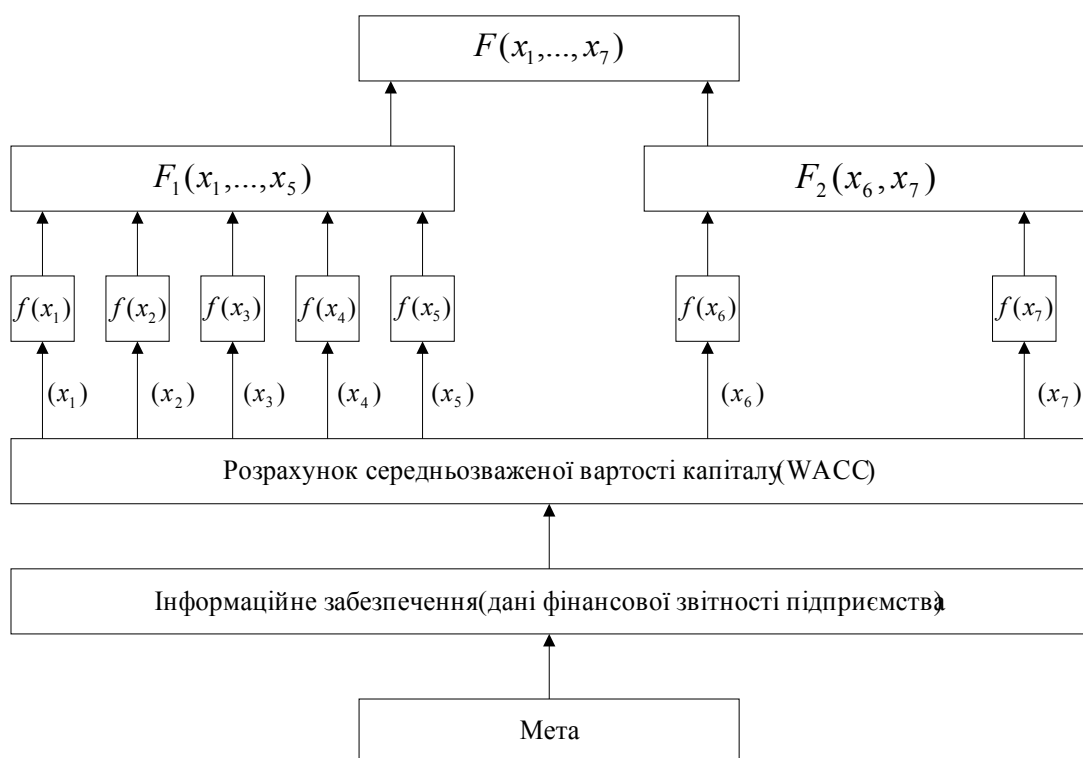 F(x₁,...,x₇)
F₁(x₁,...,x₅) F₂(x₆,x₇)
f(x₁) f(x₂) f(x₃) f(x₄) f(x₅) f(x₆) f(x₇)
(x₁) (x₂) (x₃) (x₄) (x₅) (x₆) (x₇)
Розрахунок середньозваженої вартості капіталу(WACC)
Інформаційне забезпечення(дані фінансової звітності підприємства)
Мета